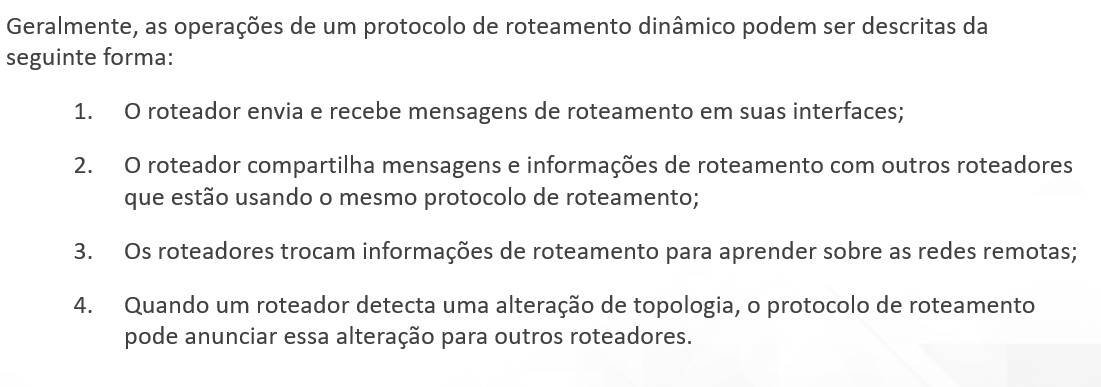 Geralmente, as operações de um protocolo de roteamento dinâmico podem ser descritas da
seguinte forma:
1. O roteador envia e recebe mensagens de roteamento em suas interfaces;
2. O roteador compartilha mensagens e informações de roteamento com outros roteadores
que estão usando o mesmo protocolo de roteamento;
3. Os roteadores trocam informações de roteamento para aprender sobre as redes remotas;
4. Quando um roteador detecta uma alteração de topologia, o protocolo de roteamento
pode anunciar essa alteração para outros roteadores.